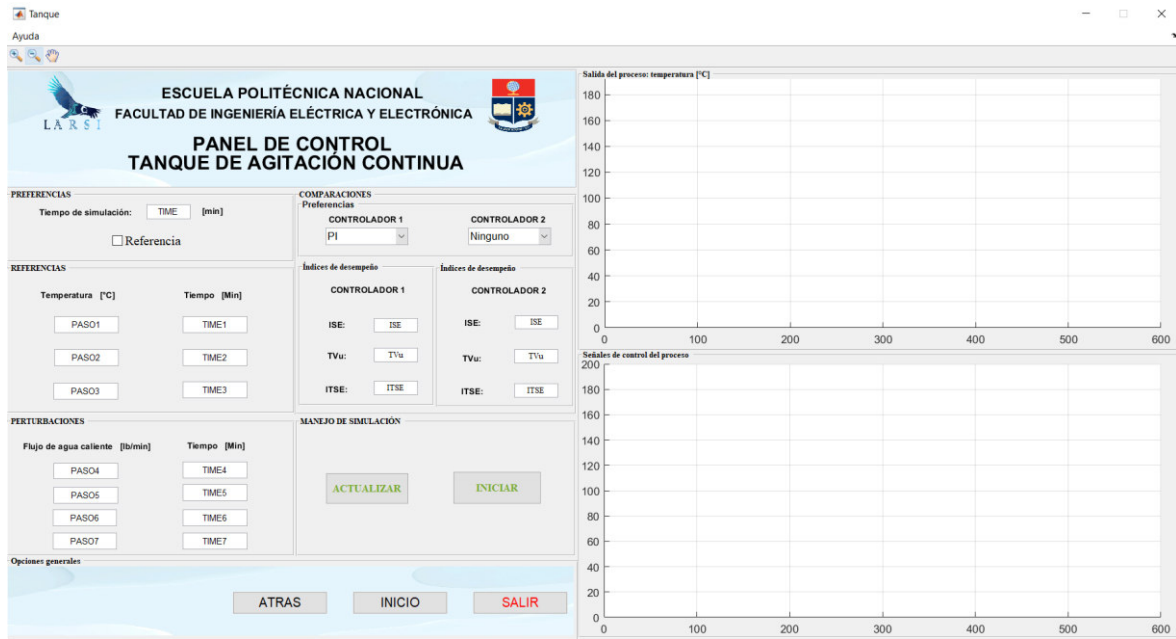 Tanque
Ayuda
LARSI
ESCUELA POLITÉCNICA NACIONAL
FACULTAD DE INGENIERÍA ELÉCTRICA Y ELECTRÓNICA
PANEL DE CONTROL
TANQUE DE AGITACIÓN CONTINUA
PREFERENCIAS
Tiempo de simulación: TIME [min]
Referencia
COMPARACIONES
Preferencias
CONTROLADOR 1 CONTROLADOR 2
PI Ninguno
REFERENCIAS
Temperatura [°C] Tiempo [Min]
PASO1 TIME1
PASO2 TIME2
PASO3 TIME3
Índices de desempeño
CONTROLADOR 1
ISE: ISE
TVu: TVu
ITSE: ITSE
Índices de desempeño
CONTROLADOR 2
ISE: ISE
TVu: TVu
ITSE: ITSE
PERTURBACIONES
Flujo de agua caliente [lb/min] Tiempo [Min]
PASO4 TIME4
PASO5 TIME5
PASO6 TIME6
PASO7 TIME7
MANEJO DE SIMULACIÓN
ACTUALIZAR INICIAR
Opciones generales
ATRAS INICIO SALIR
Salida del proceso: temperatura [°C]
180
160
140
120
100
80
60
40
20
0
0 100 200 300 400 500 600
Señales de control del proceso
200
180
160
140
120
100
80
60
40
20
0
0 100 200 300 400 500 600